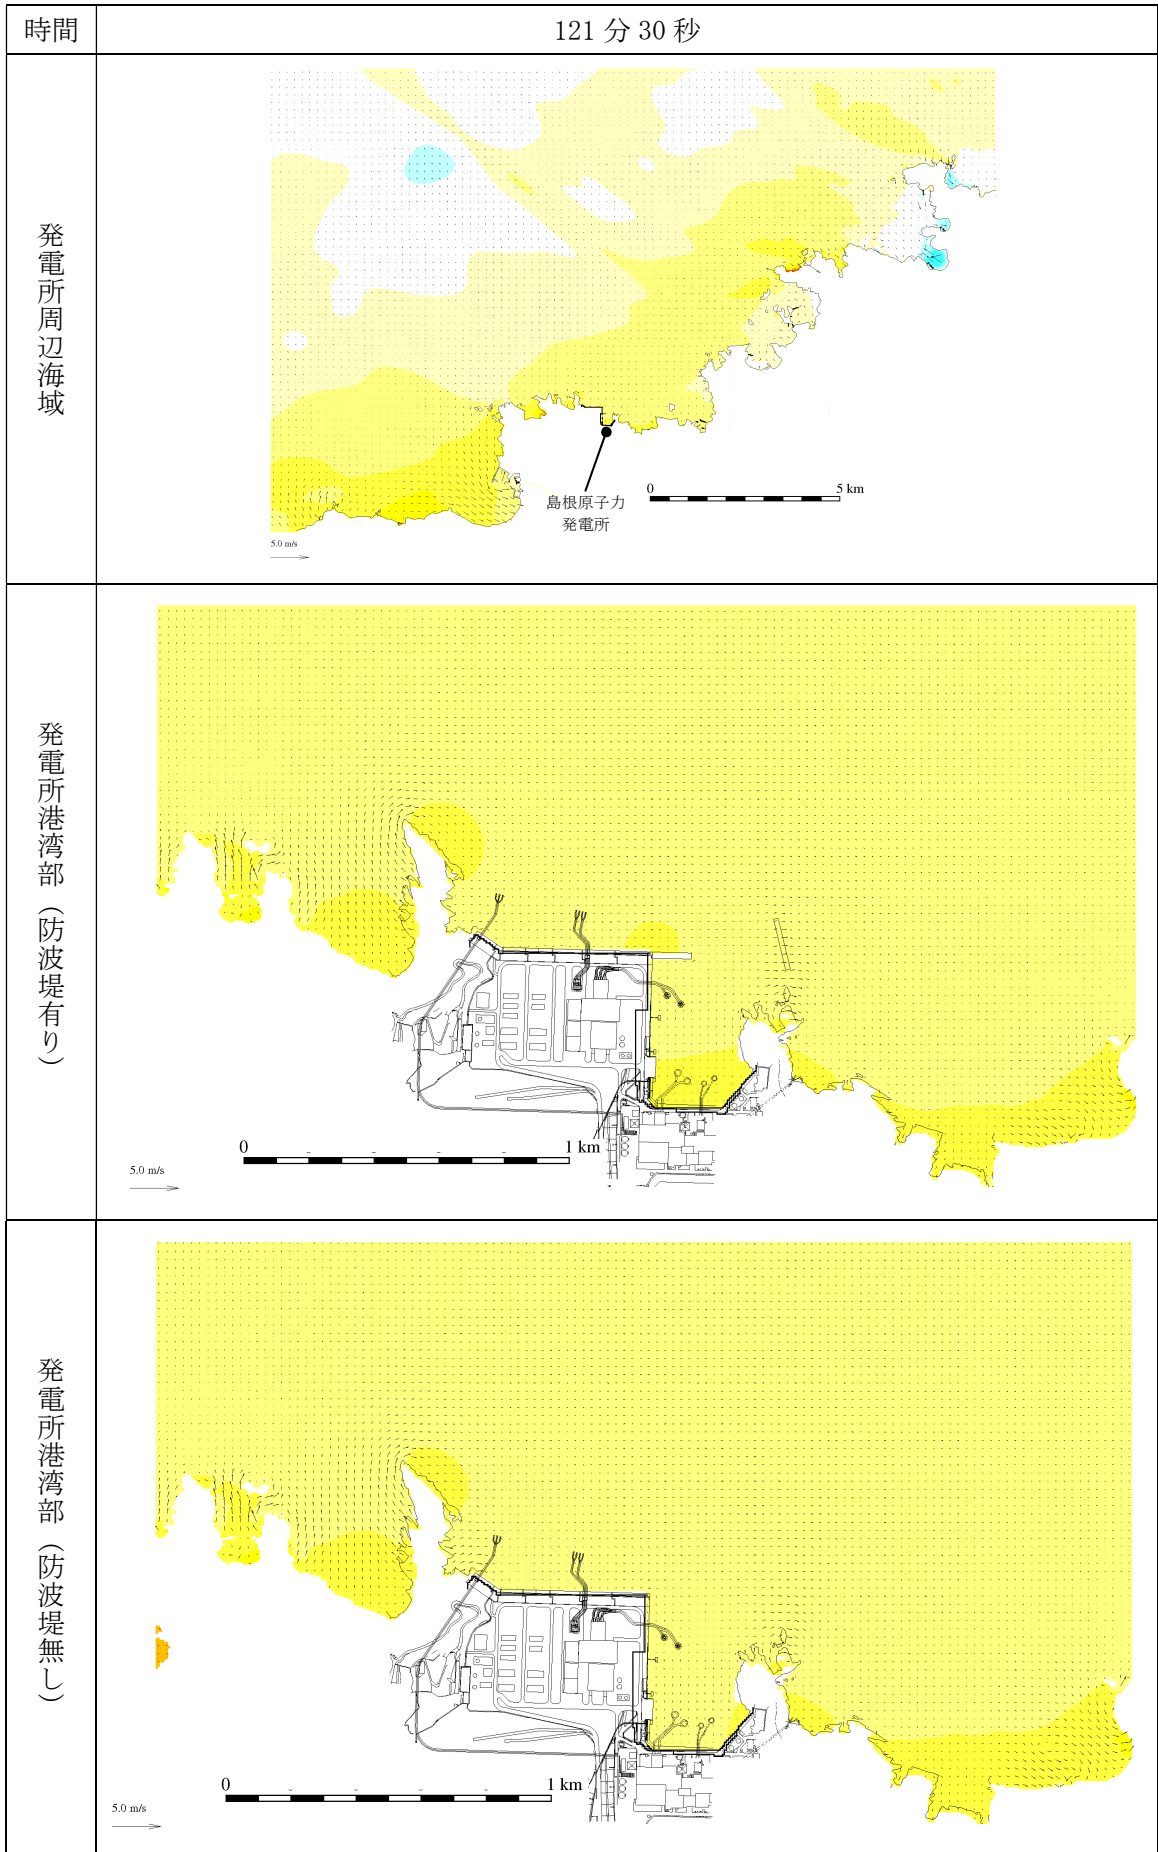 時間
121 分 30 秒
発電所周辺海域
島根原子力
発電所
0
5 km
5.0 m/s
発電所港湾部（防波堤有り）
0
1 km
5.0 m/s
発電所港湾部（防波堤無し）
0
1 km
5.0 m/s